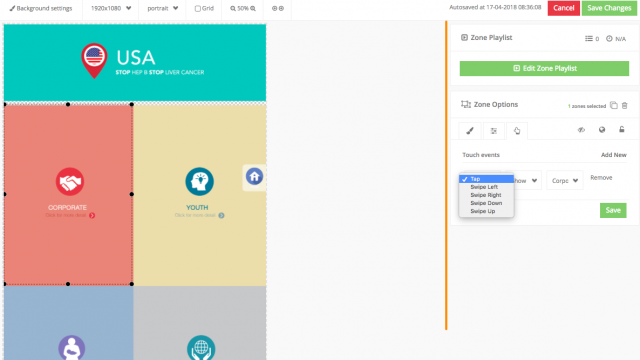 Background settings 1920x1080 portrait Grid 50% Autosaved at 17-04-2018 08:36:08 Cancel Save Changes
USA
STOP HEP B STOP LIVER CANCER
Zone Playlist 0 N/A
Edit Zone Playlist
Zone Options 1 zones selected
Touch events Add New
Tap
Swipe Left
Swipe Right
Swipe Down
Swipe Up
how Corpc Remove
Save
CORPORATE
Click for more detail
YOUTH
Click for more detail